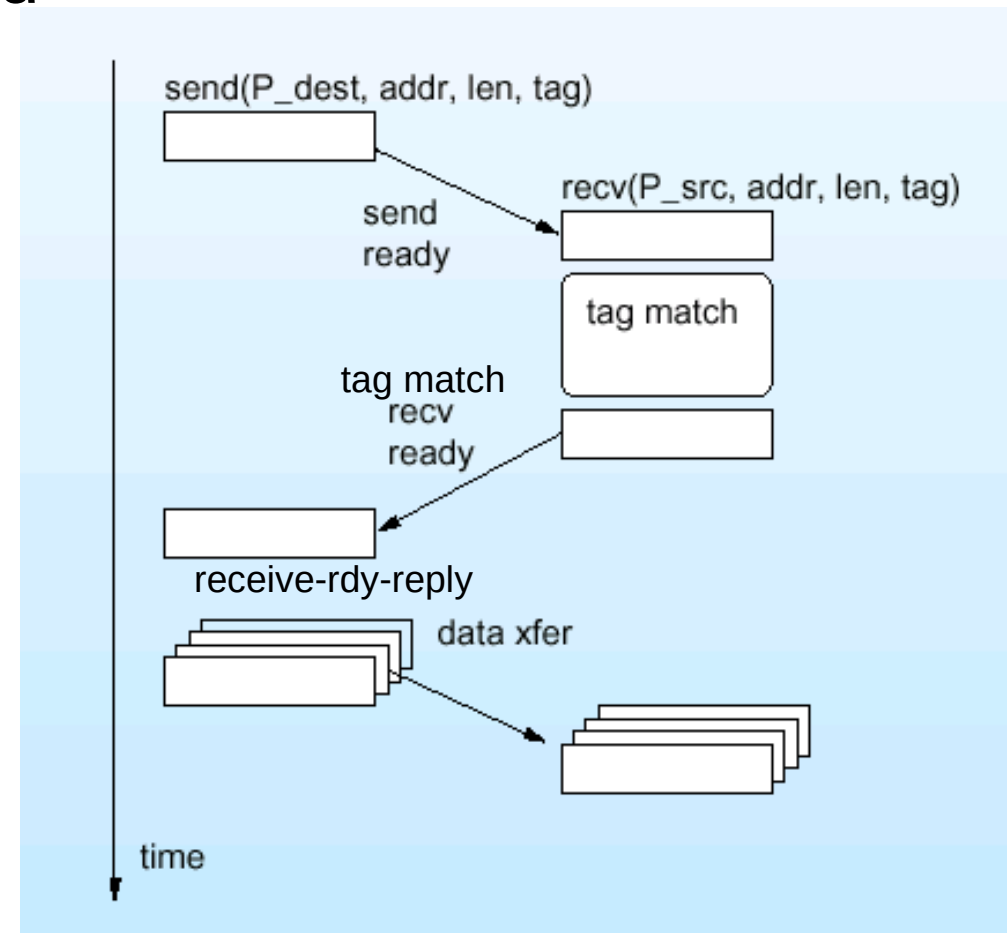 send(P_dest, addr, len, tag)
recv(P_src, addr, len, tag)
send
ready
tag match
tag match
recv
ready
receive-rdy-reply
data xfer
time